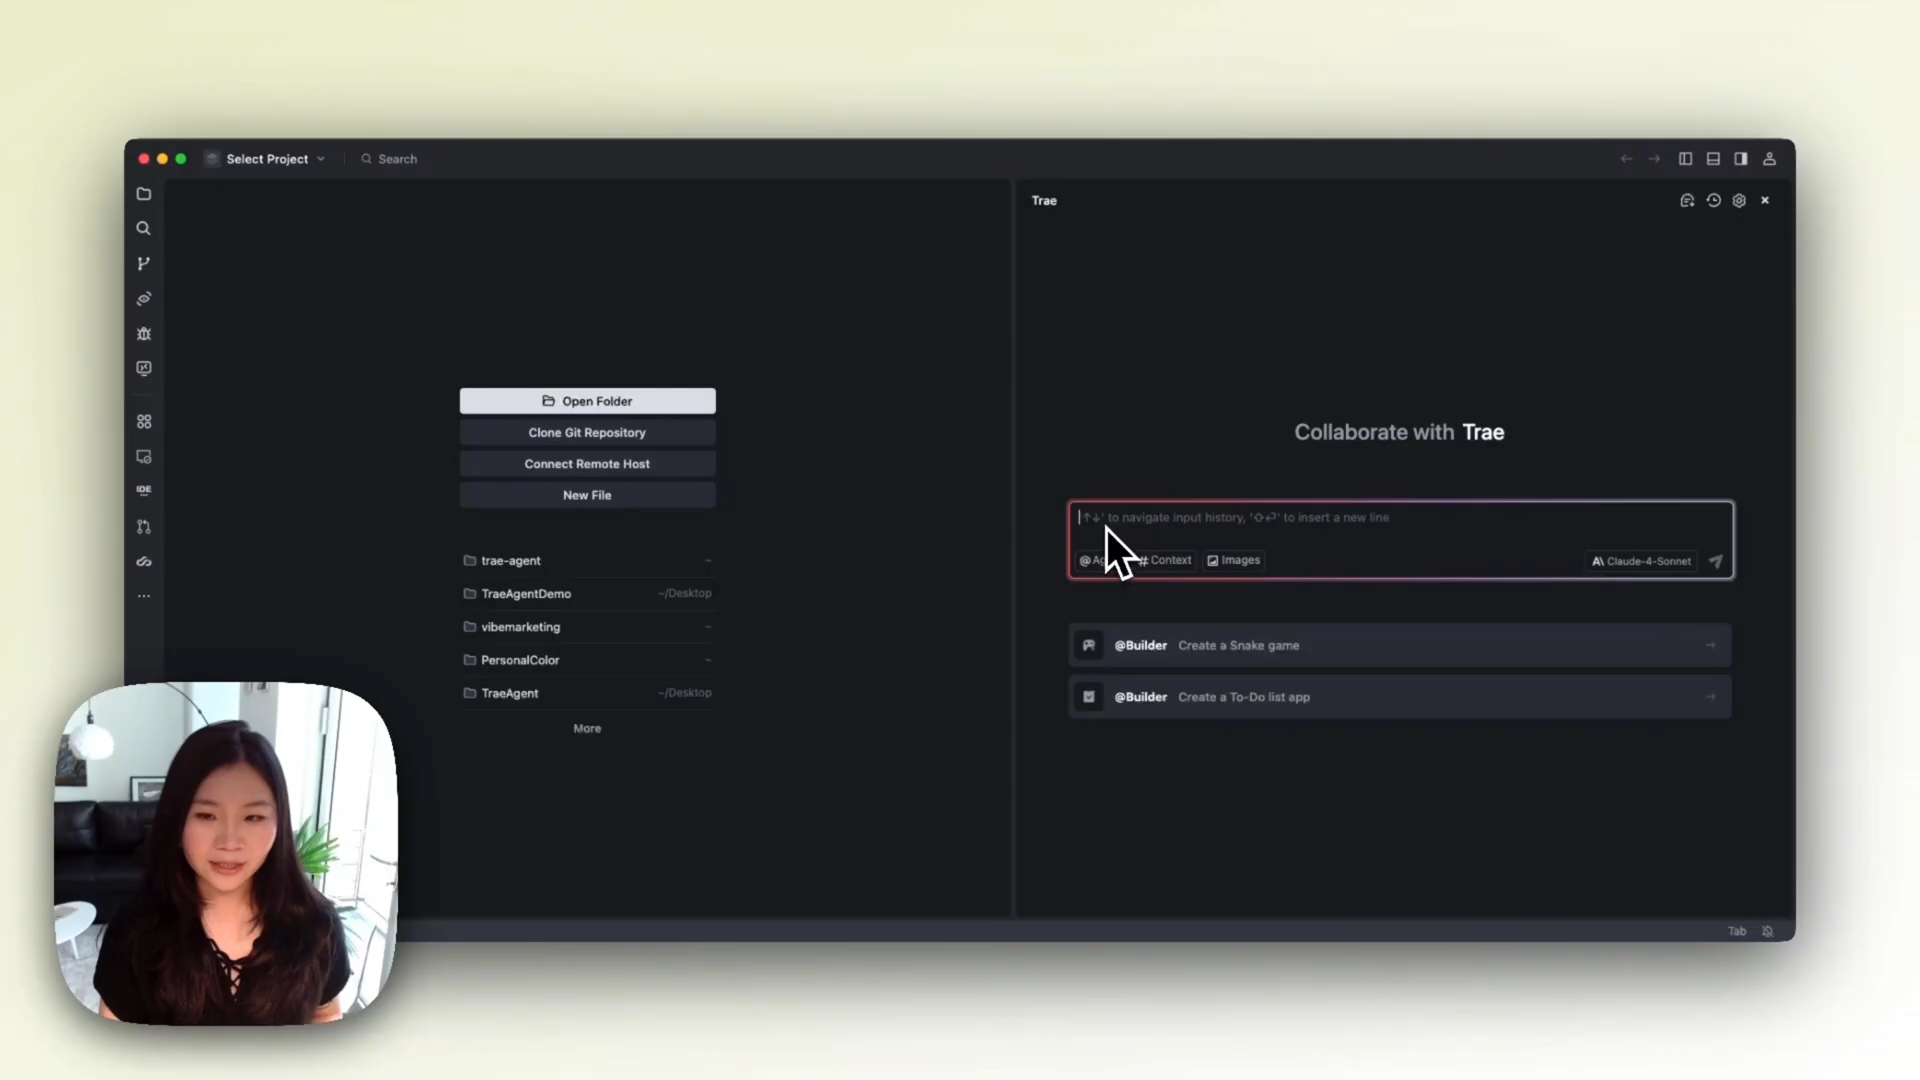 Select Project
Search
Trae
Open Folder
Clone Git Repository
Connect Remote Host
New File
trae-agent ~
TraeAgentDemo ~/Desktop
vibemarketing ~
PersonalColor ~
TraeAgent ~/Desktop
More
IDE
Collaborate with Trae
↑↓' to navigate input history, '⇧⏎' to insert a new line
@ # Context Images Claude-4-Sonnet
@Builder Create a Snake game
@Builder Create a To-Do list app
Tab